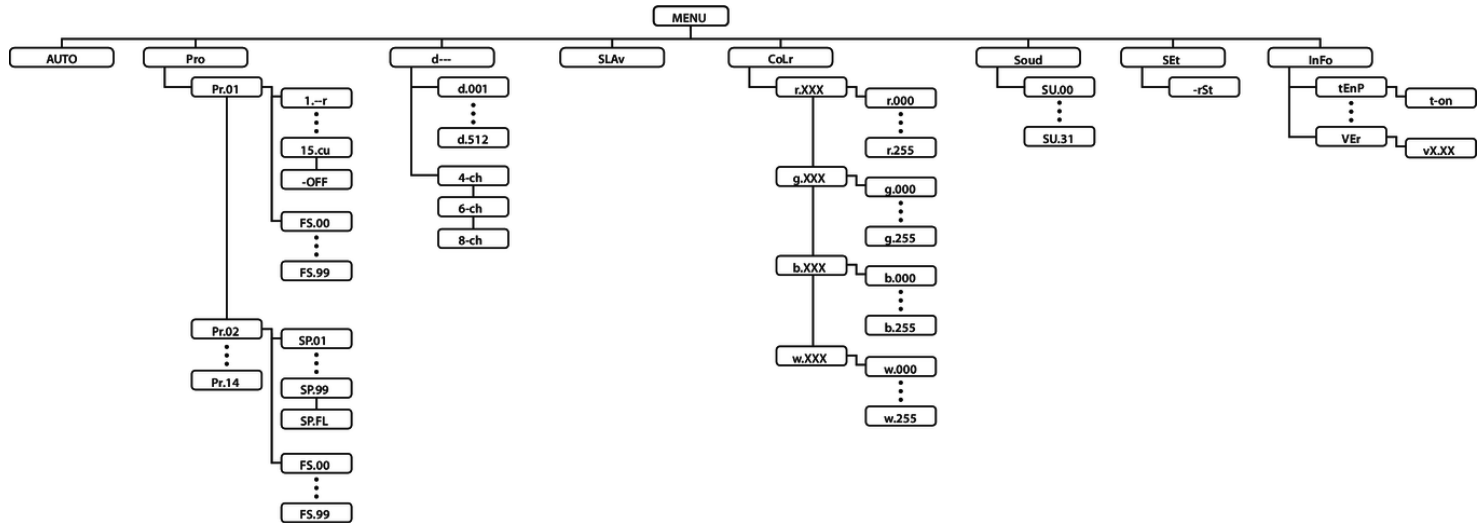 MENU
AUTO
Pro
d---
SLAv
CoLr
Soud
SEt
InFo
Pr.01
1.--r
15.cu
-OFF
FS.00
FS.99
Pr.02
Pr.14
SP.01
SP.99
SP.FL
FS.00
FS.99
d.001
d.512
4-ch
6-ch
8-ch
r.XXX
r.000
r.255
g.XXX
g.000
g.255
b.XXX
b.000
b.255
w.XXX
w.000
w.255
SU.00
SU.31
-rSt
tEnP
t-on
VEr
vX.XX